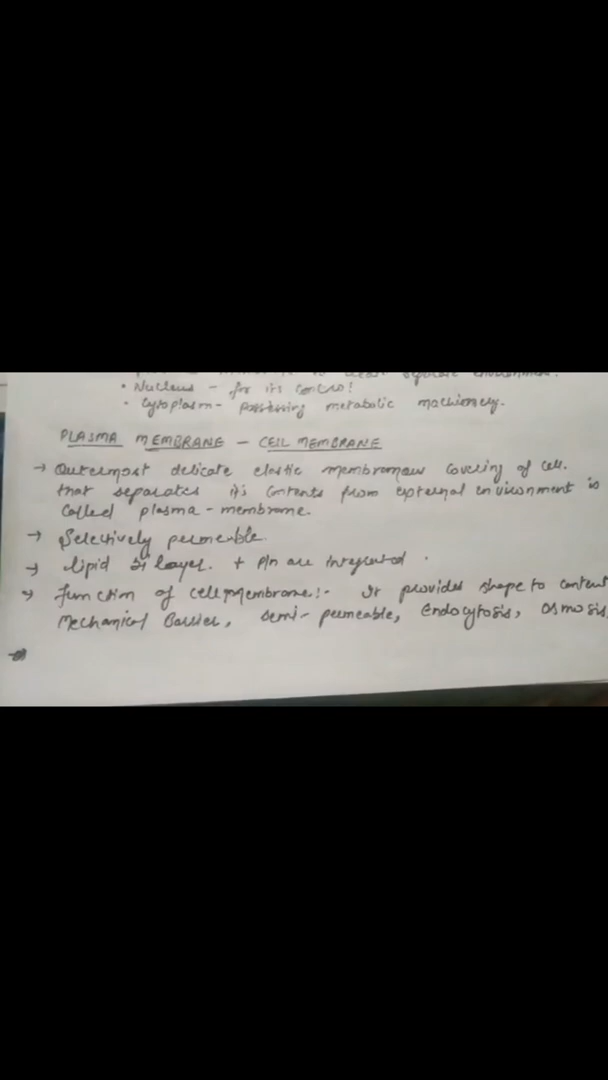 separate environment.
• Nucleus - for its control
• Cytoplasm - possessing metabolic machinery.
PLASMA MEMBRANE - CELL MEMBRANE
→ Outermost delicate elastic membranous covering of cell.
that separates its contents from external environment is
called plasma - membrane.
→ Selectively permeable.
→ lipid bi layer. + Ptn are integrated.
→ function of cell membrane:- It provides shape to content
Mechanical Barrier, semi-permeable, Endocytosis, Osmosis,